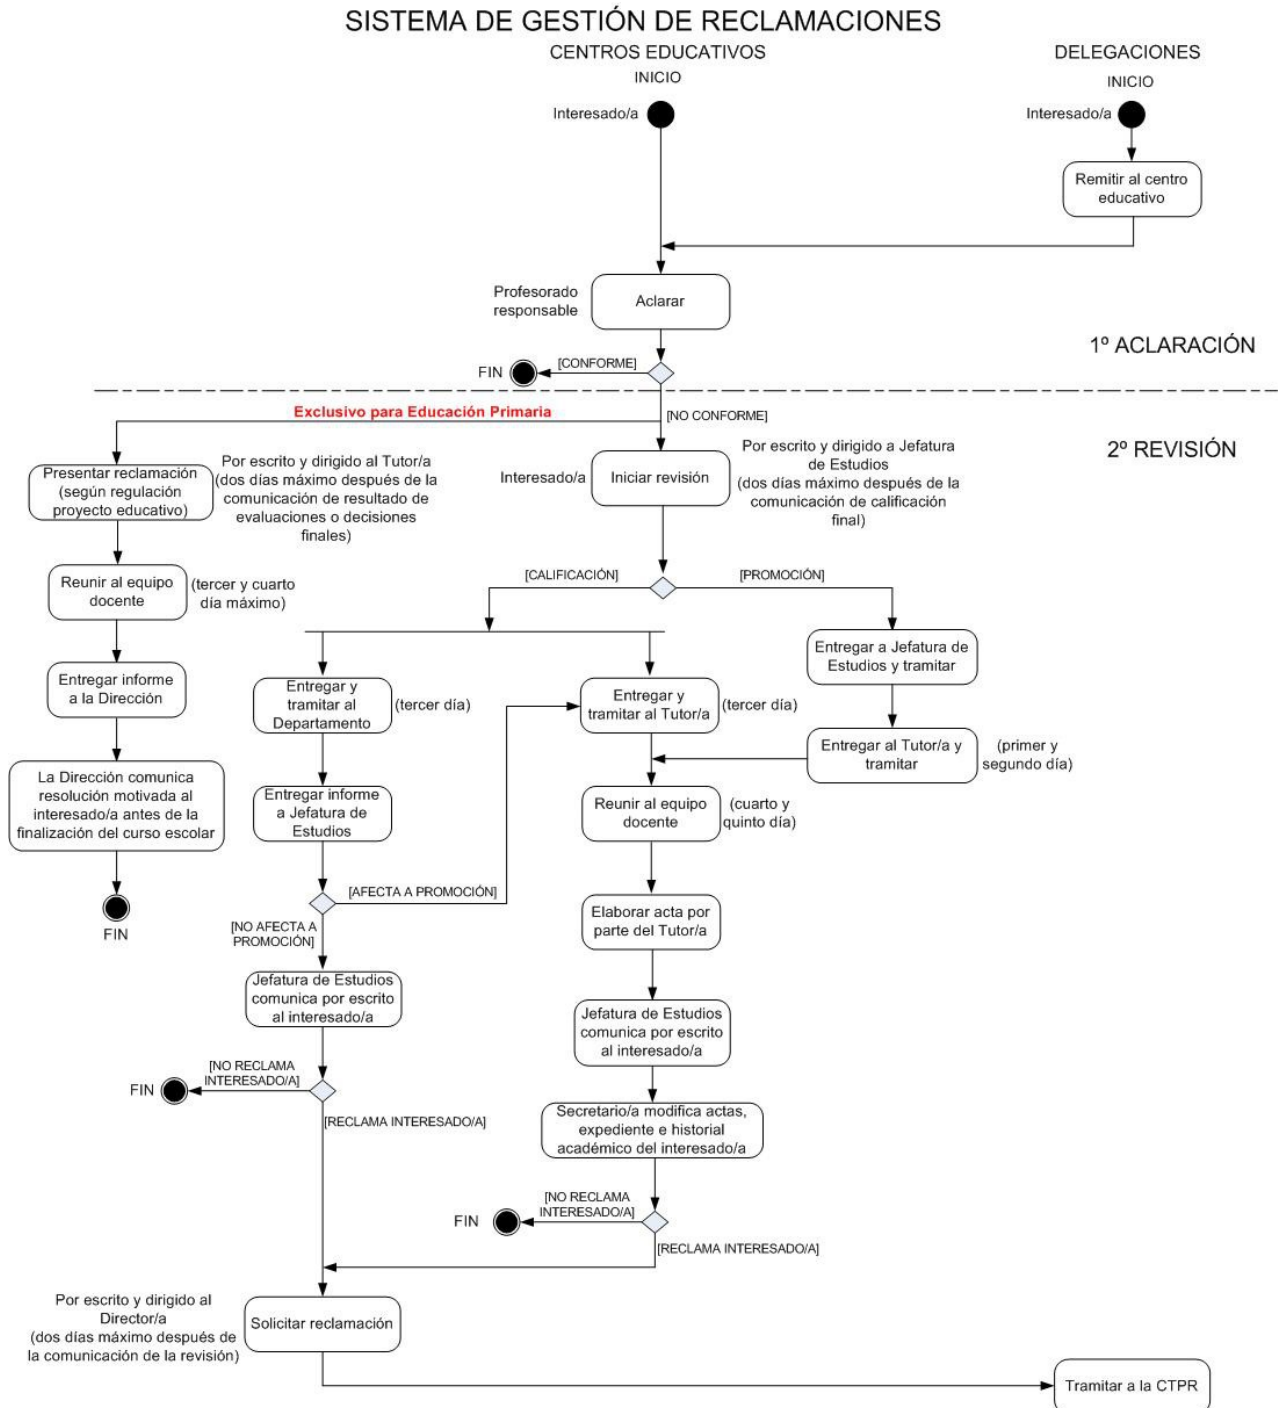 SISTEMA DE GESTIÓN DE RECLAMACIONES
CENTROS EDUCATIVOS
DELEGACIONES
INICIO
INICIO
Interesado/a
Interesado/a
Remitir al centro
educativo
Profesorado
responsable
Aclarar
1º ACLARACIÓN
[CONFORME]
FIN
Exclusivo para Educación Primaria
[NO CONFORME]
2º REVISIÓN
Presentar reclamación
(según regulación
proyecto educativo)
Por escrito y dirigido al Tutor/a
(dos días máximo después de la
comunicación de resultado de
evaluaciones o decisiones
finales)
Interesado/a
Iniciar revisión
Por escrito y dirigido a Jefatura
de Estudios
(dos días máximo después de la
comunicación de calificación
final)
Reunir al equipo
docente
(tercer y cuarto
día máximo)
[CALIFICACIÓN]
[PROMOCIÓN]
Entregar informe
a la Dirección
Entregar a Jefatura de
Estudios y tramitar
Entregar y
tramitar al
Departamento
(tercer día)
Entregar y
tramitar al Tutor/a
(tercer día)
Entregar al Tutor/a y
tramitar
(primer y
segundo día)
La Dirección comunica
resolución motivada al
interesado/a antes de la
finalización del curso escolar
Entregar informe
a Jefatura de
Estudios
Reunir al equipo
docente
(cuarto y
quinto día)
[AFECTA A PROMOCIÓN]
FIN
[NO AFECTA A
PROMOCIÓN]
Elaborar acta por
parte del Tutor/a
Jefatura de Estudios
comunica por escrito
al interesado/a
Jefatura de Estudios
comunica por escrito
al interesado/a
[NO RECLAMA
INTERESADO/A]
FIN
[RECLAMA INTERESADO/A]
Secretario/a modifica actas,
expediente e historial
académico del interesado/a
[NO RECLAMA
INTERESADO/A]
FIN
[RECLAMA INTERESADO/A]
Por escrito y dirigido al
Director/a
(dos días máximo después de
la comunicación de la revisión)
Solicitar reclamación
Tramitar a la CTPR